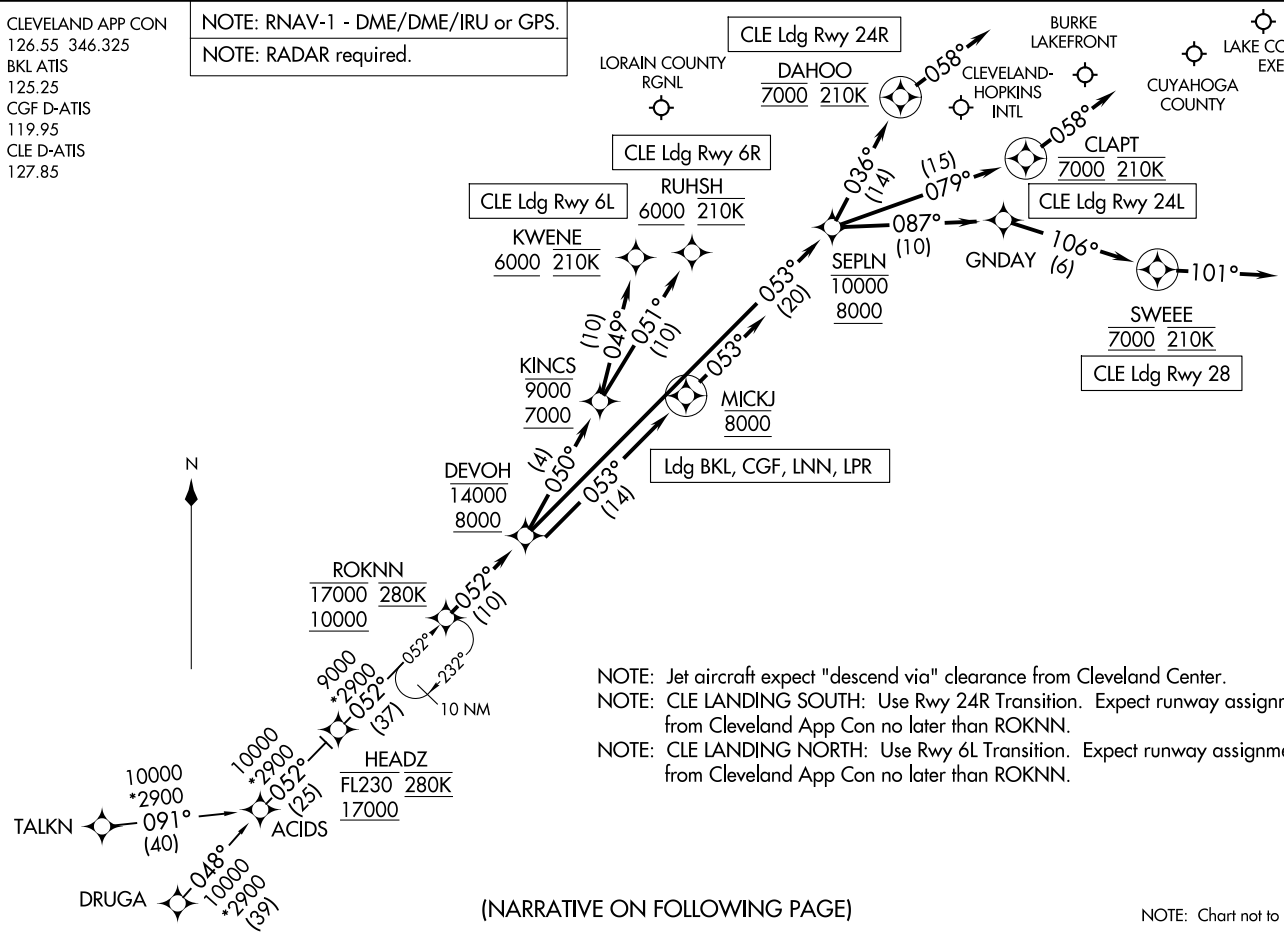 CLEVELAND APP CON
126.55 346.325
BKL ATIS
125.25
CGF D-ATIS
119.95
CLE D-ATIS
127.85
NOTE: RNAV-1 - DME/DME/IRU or GPS.
NOTE: RADAR required.
CLE Ldg Rwy 24R
DAHOO
7000 210K
058°
BURKE
LAKEFRONT
LAKE CO
EXE
LORAIN COUNTY
RGNL
CLEVELAND-
HOPKINS
INTL
CUYAHOGA
COUNTY
CLE Ldg Rwy 6R
RUHSH
6000 210K
CLE Ldg Rwy 6L
KWENE
6000 210K
036°
(14)
(15)
079°
058°
CLAPT
7000 210K
CLE Ldg Rwy 24L
087°
(10)
GNDAY
106°
(6)
101°
SWEEE
7000 210K
CLE Ldg Rwy 28
SEPLN
10000
8000
053°
(20)
053°
(10)
049°
051°
(10)
KINCS
9000
7000
MICKJ
8000
Ldg BKL, CGF, LNN, LPR
(4)
050°
053°
(14)
N
DEVOH
14000
8000
ROKNN
17000 280K
10000
052°
(10)
052°
232°
10 NM
9000
*2900
052°
(37)
HEADZ
FL230 280K
17000
10000
*2900
052°
(25)
ACIDS
10000
*2900
091°
(40)
TALKN
DRUGA
048°
10000
*2900
(39)
NOTE: Jet aircraft expect "descend via" clearance from Cleveland Center.
NOTE: CLE LANDING SOUTH: Use Rwy 24R Transition. Expect runway assignm
from Cleveland App Con no later than ROKNN.
NOTE: CLE LANDING NORTH: Use Rwy 6L Transition. Expect runway assignme
from Cleveland App Con no later than ROKNN.
(NARRATIVE ON FOLLOWING PAGE)
NOTE: Chart not to